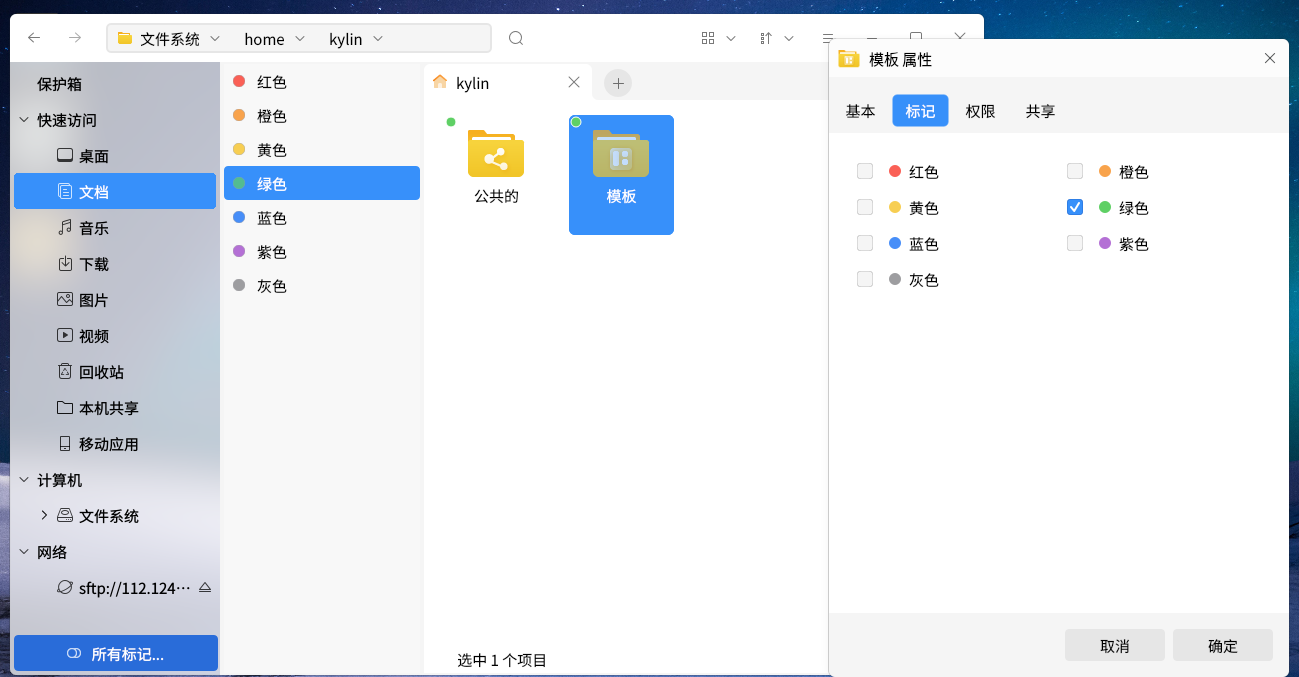 文件系统 home kylin
保护箱
快速访问
桌面
文档
音乐
下载
图片
视频
回收站
本机共享
移动应用
计算机
文件系统
网络
sftp://112.124···
所有标记...
红色
橙色
黄色
绿色
蓝色
紫色
灰色
kylin
公共的
模板
选中 1 个项目
模板 属性
基本 标记 权限 共享
红色 橙色
黄色 绿色
蓝色 紫色
灰色
取消 确定